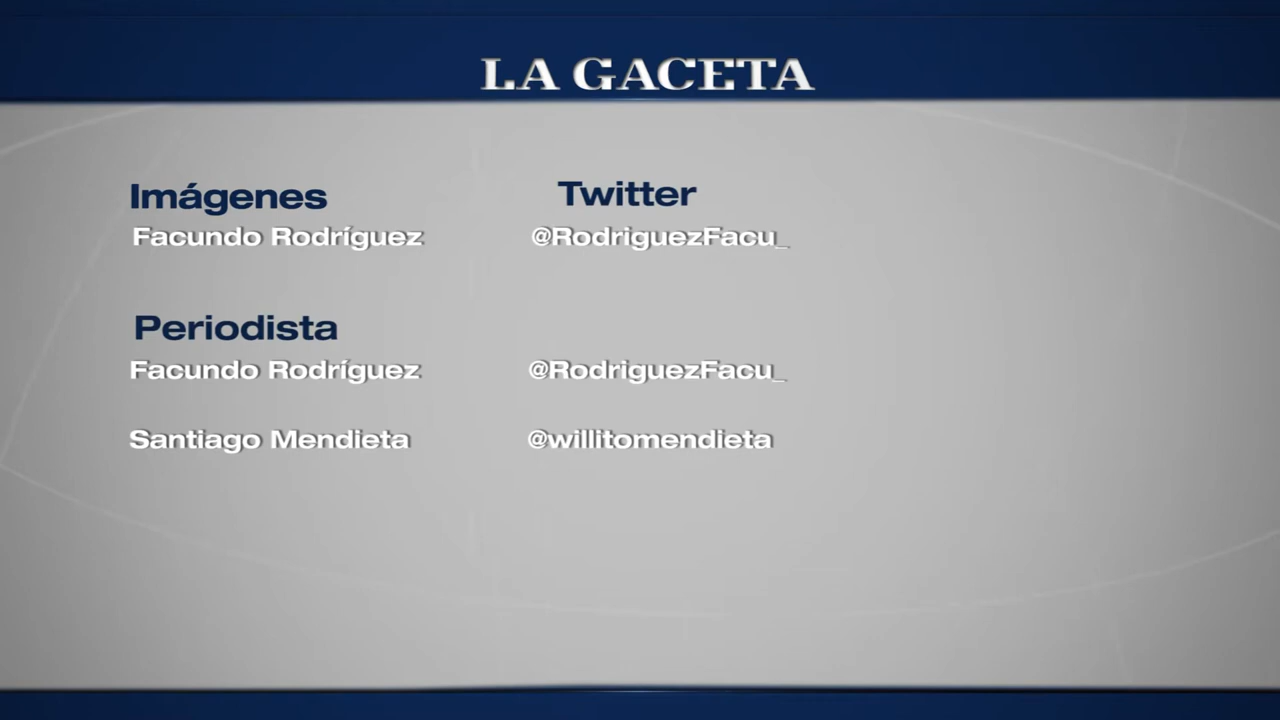 LA GACETA
Imágenes Twitter
Facundo Rodríguez @RodriguezFacu_
Periodista
Facundo Rodríguez @RodriguezFacu_
Santiago Mendieta @willitomendieta